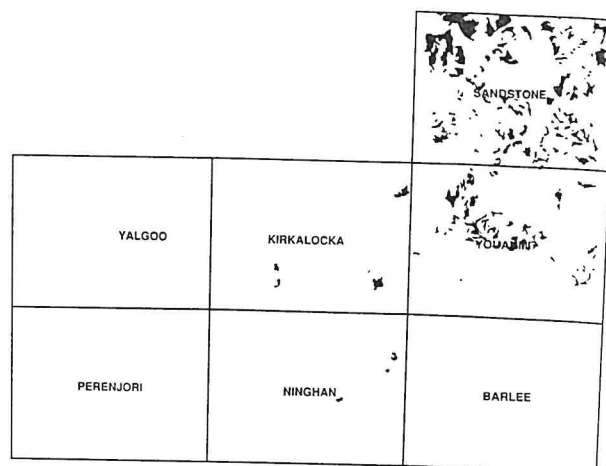 SANDSTONE
YALGOO
KIRKALOCKA
YOUANMI
PERENJORI
NINGHAN
BARLEE